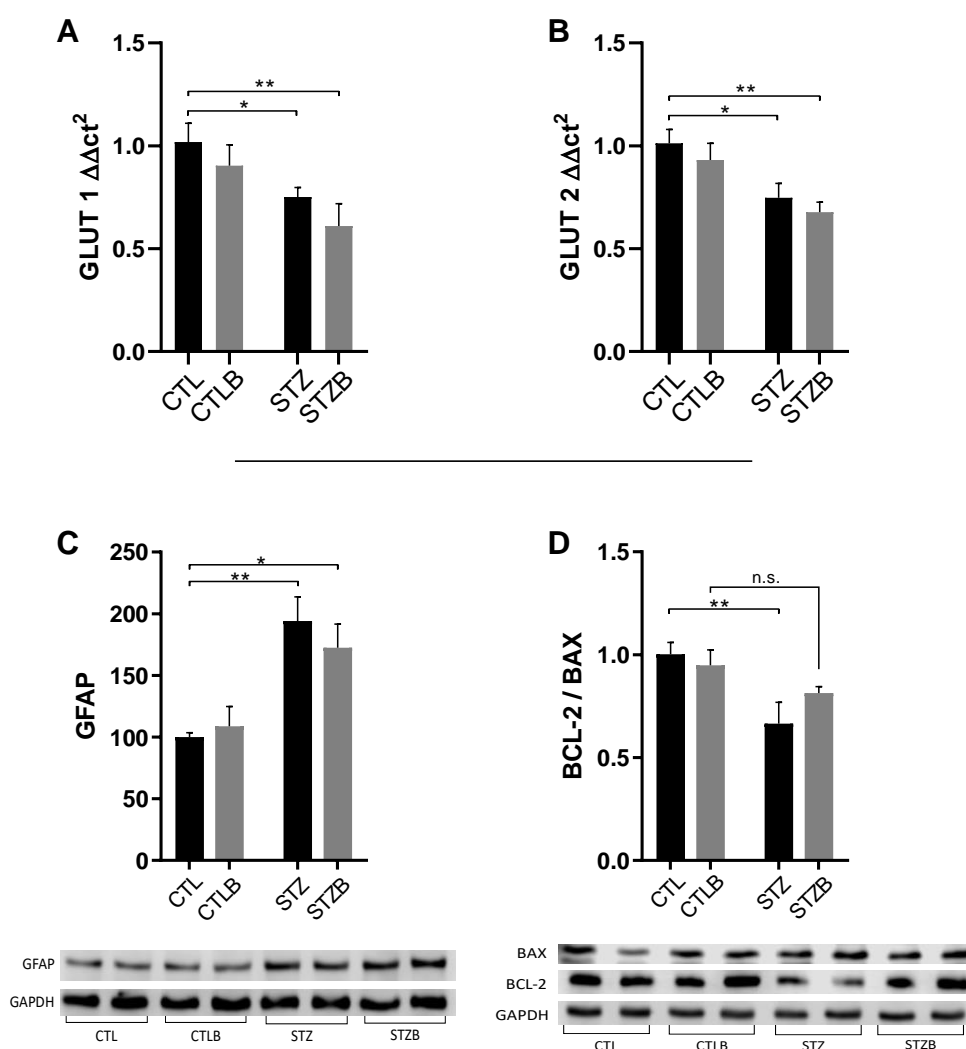 A
1.5
1.0
0.5
0.0
GLUT 1 ΔΔct²
**
*
CTL
CTLB
STZ
STZB
B
1.5
1.0
0.5
0.0
GLUT 2 ΔΔct²
**
*
CTL
CTLB
STZ
STZB
C
250
200
150
100
50
0
GFAP
*
**
CTL
CTLB
STZ
STZB
GFAP
GAPDH
CTL CTLB STZ STZB
D
1.5
1.0
0.5
0.0
BCL-2 / BAX
n.s.
**
CTL
CTLB
STZ
STZB
BAX
BCL-2
GAPDH
CTL CTLB STZ STZB